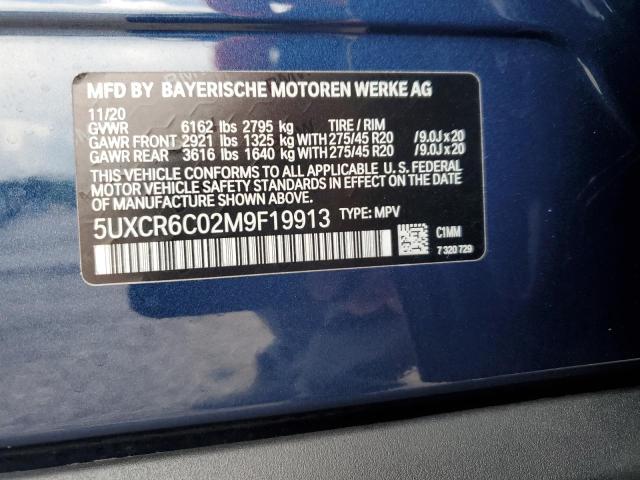 MFD BY BAYERISCHE MOTOREN WERKE AG
11/20
GVWR 6162 lbs 2795 kg TIRE / RIM
GAWR FRONT 2921 lbs 1325 kg WITH 275/45 R20 /9.0J x 20
GAWR REAR 3616 lbs 1640 kg WITH 275/45 R20 /9.0J x 20
THIS VEHICLE CONFORMS TO ALL APPLICABLE U. S. FEDERAL
MOTOR VEHICLE SAFETY STANDARDS IN EFFECT ON THE DATE
OF MANUFACTURE SHOWN ABOVE.
5UXCR6C02M9F19913 TYPE: MPV
C1MM
7 320 729